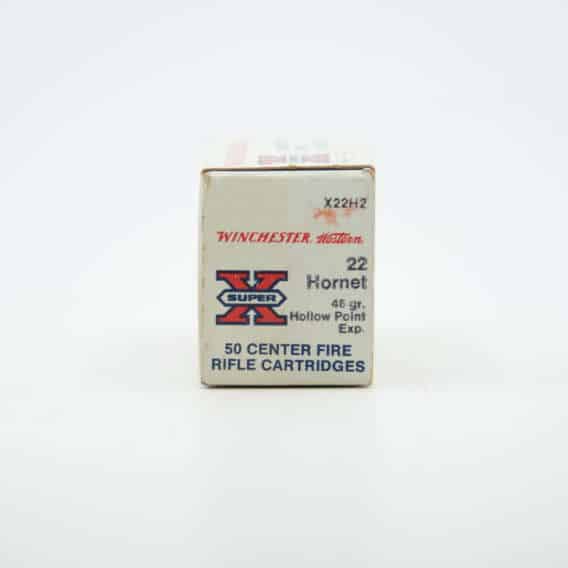 X22H2
WINCHESTER Western
22
Hornet
X
SUPER
46 gr.
Hollow Point
Exp.
50 CENTER FIRE
RIFLE CARTRIDGES